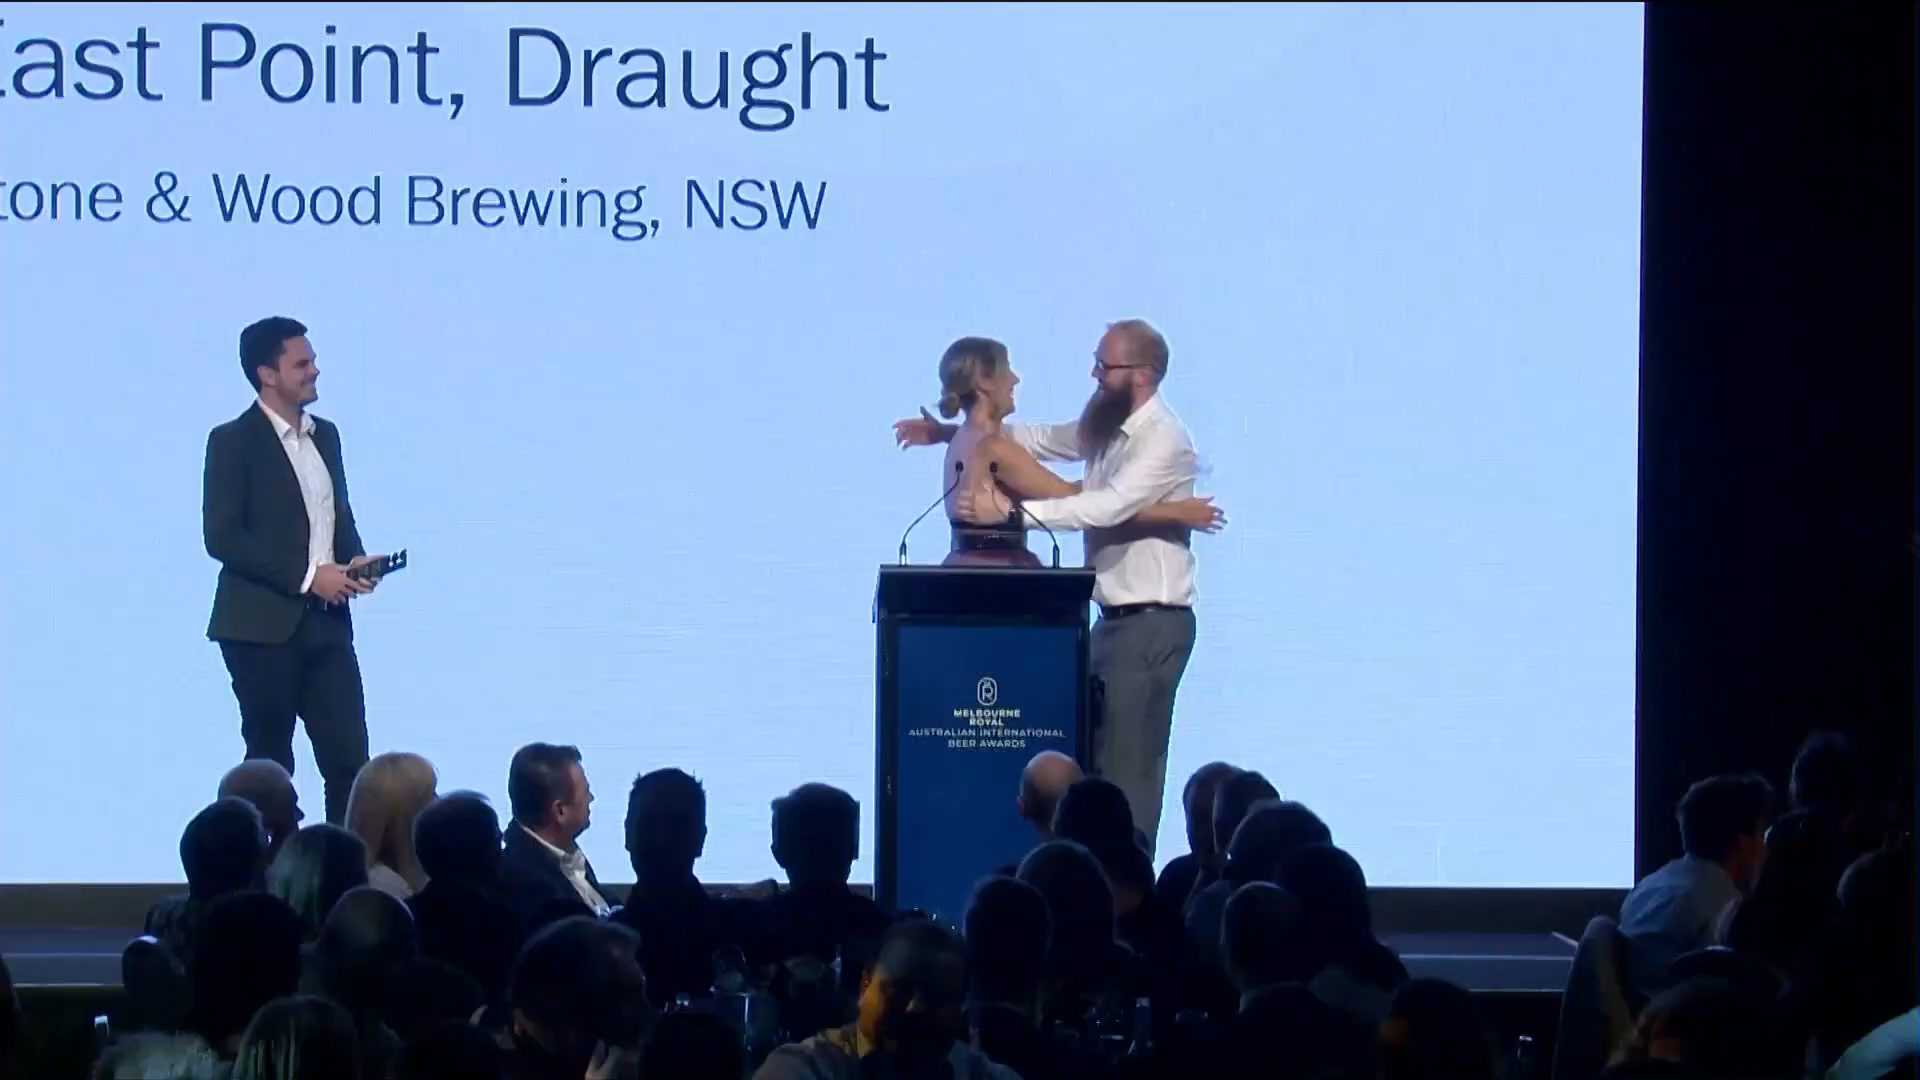 East Point, Draught
tone & Wood Brewing, NSW
MELBOURNE
ROYAL
AUSTRALIAN INTERNATIONAL
BEER AWARDS